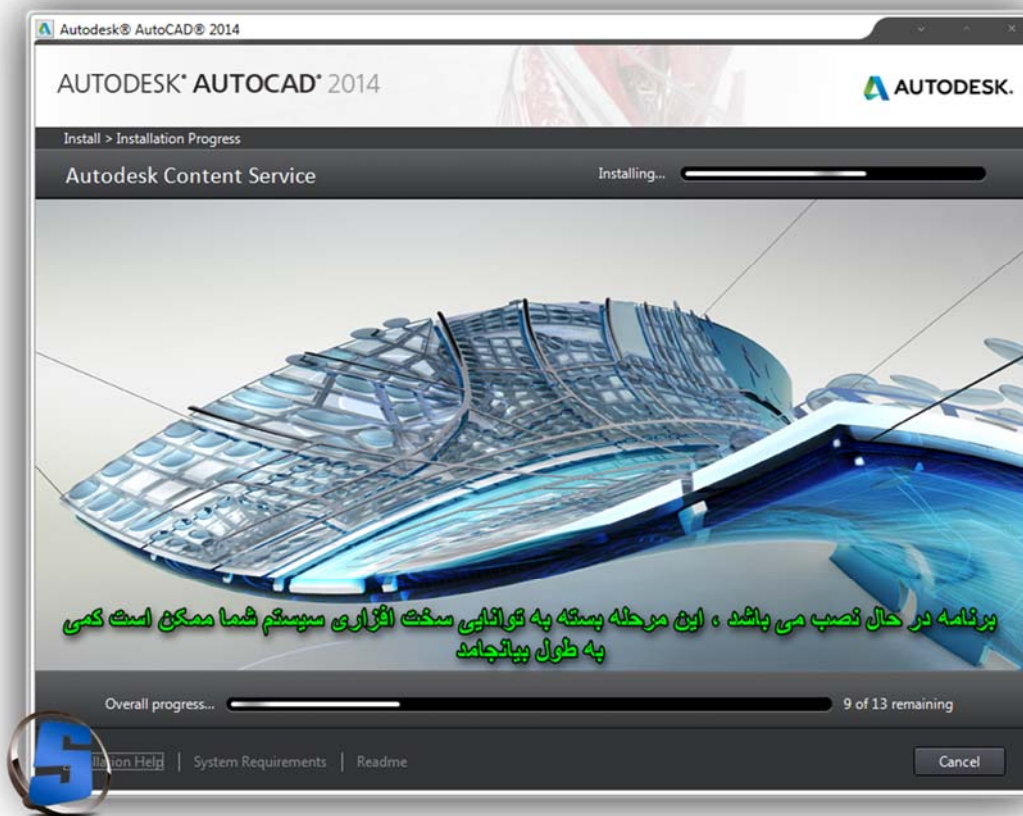 Autodesk® AutoCAD® 2014
AUTODESK® AUTOCAD® 2014
AUTODESK.
Install > Installation Progress
Autodesk Content Service
Installing...
برنامه در حال نصب می باشد ، این مرحله بسته به توانایی سخت افزاری سیستم شما ممکن است کمی
به طول بیانجامد
Overall progress...
9 of 13 remaining
Help | System Requirements | Readme
Cancel
S